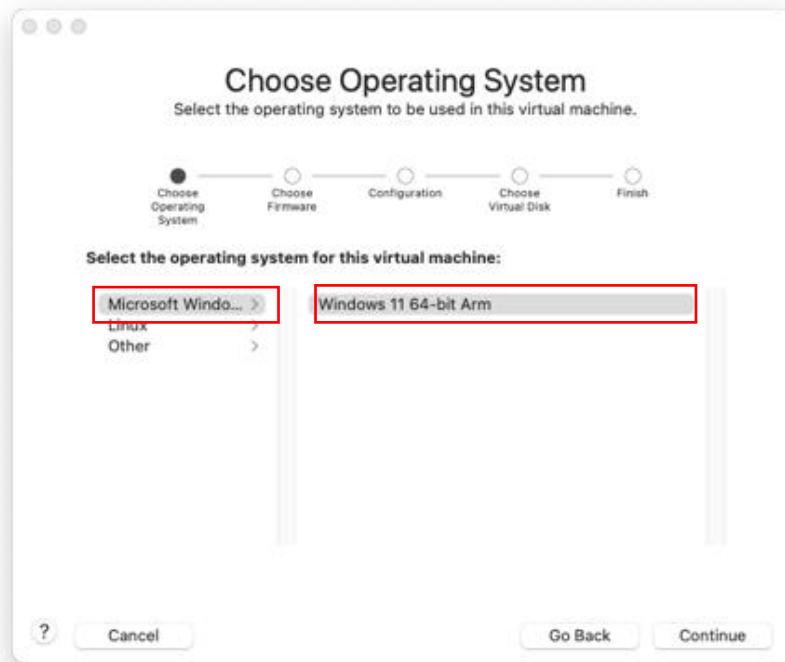 Choose Operating System
Select the operating system to be used in this virtual machine.
Choose
Operating
System
Choose
Firmware
Configuration
Choose
Virtual Disk
Finish
Select the operating system for this virtual machine:
Microsoft Windo... >
Linux >
Other >
Windows 11 64-bit Arm
?
Cancel
Go Back
Continue